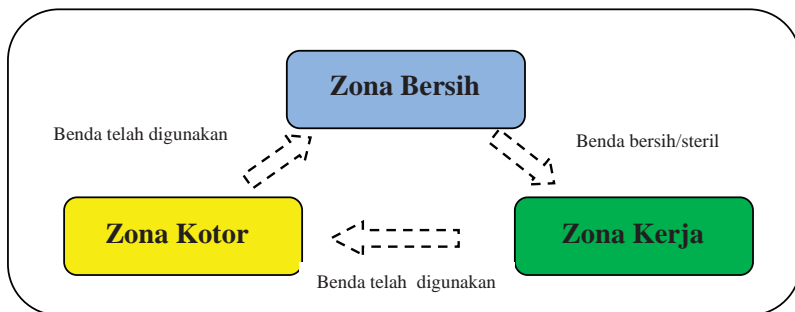 Zona Bersih
Benda telah digunakan
Benda bersih/steril
Zona Kotor
Zona Kerja
Benda telah digunakan